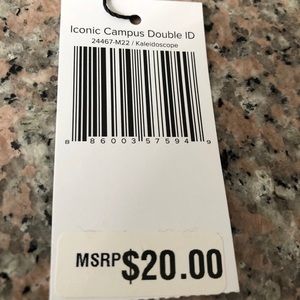 Iconic Campus Double ID
24467-M22 / Kaleidoscope
8 86003 57594 9
MSRP $20.00